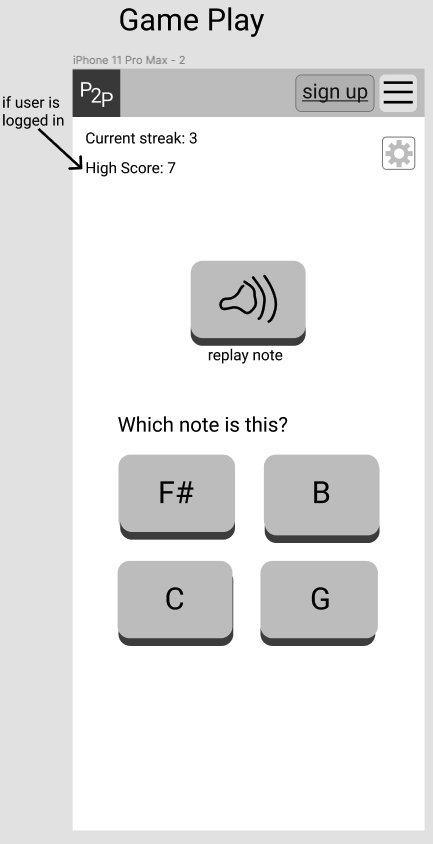 Game Play
iPhone 11 Pro Max - 2
P2P
sign up
if user is
logged in
Current streak: 3
High Score: 7
replay note
Which note is this?
F#
B
C
G